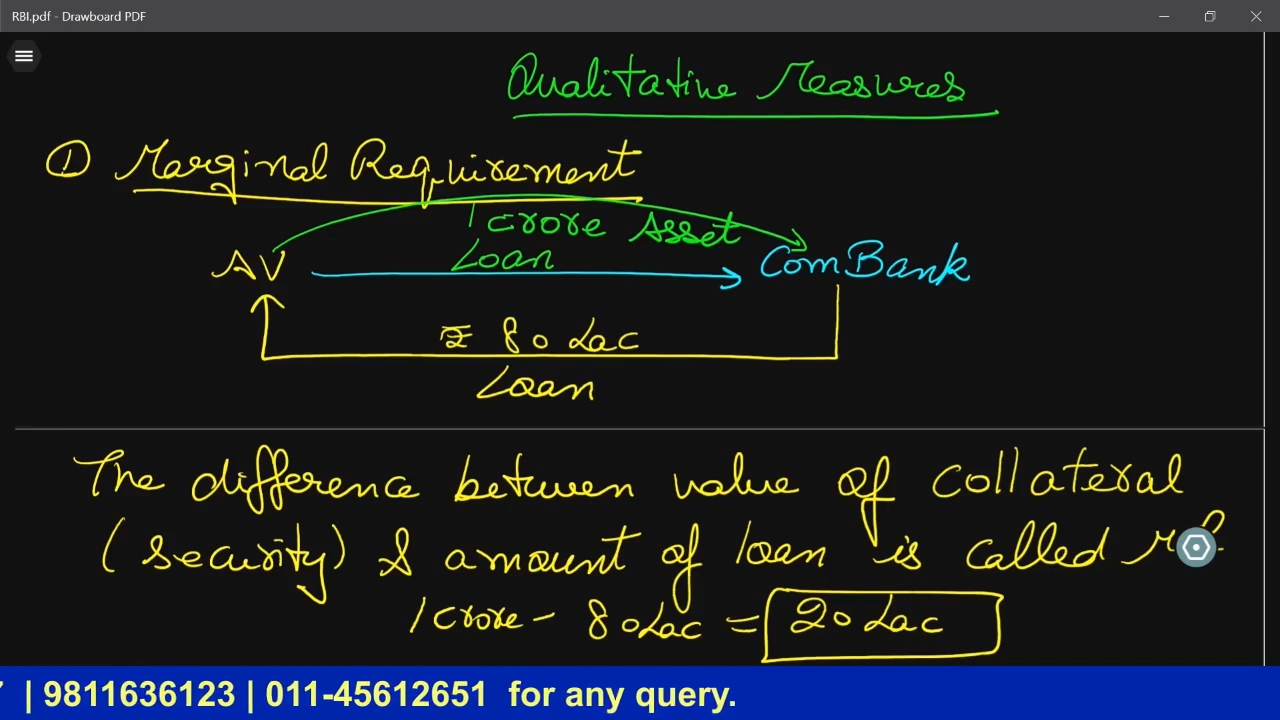 RBI.pdf - Drawboard PDF
Qualitative Measures
① Marginal Requirement
1 crore Asset
AV Loan Com Bank
₹ 80 Lac
Loan
The difference between value of collateral
(security) & amount of loan is called
1 crore - 80 Lac = 20 Lac
| 9811636123 | 011-45612651 for any query.